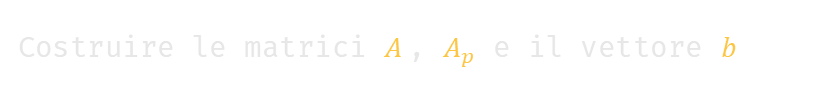 Costruire le matrici A, Aₚ e il vettore b